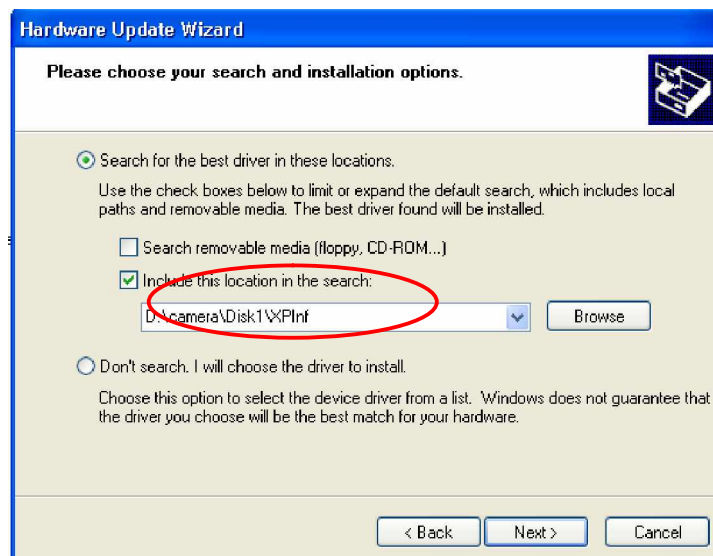 Hardware Update Wizard
Please choose your search and installation options.
Search for the best driver in these locations.
Use the check boxes below to limit or expand the default search, which includes local
paths and removable media. The best driver found will be installed.
Search removable media (floppy, CD-ROM...)
Include this location in the search:
D:\camera\Disk1\XPInf
Browse
Don't search. I will choose the driver to install.
Choose this option to select the device driver from a list. Windows does not guarantee that
the driver you choose will be the best match for your hardware.
< Back
Next >
Cancel